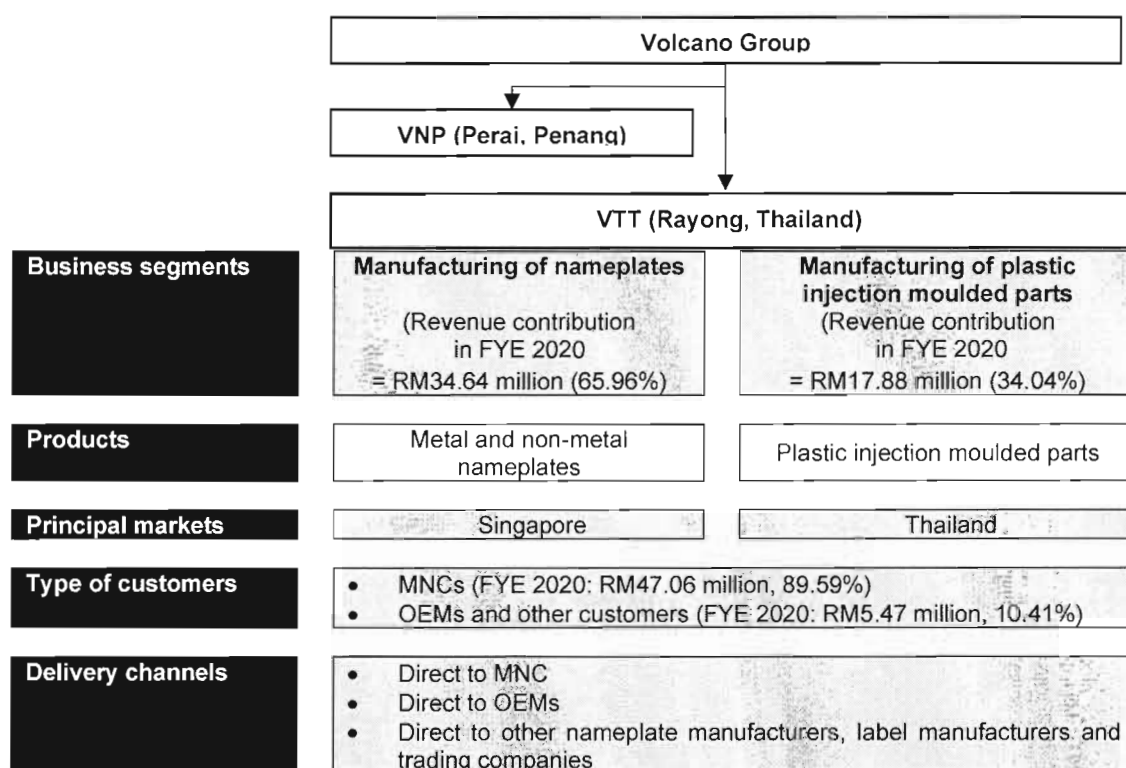 Volcano Group
VNP (Perai, Penang)
VTT (Rayong, Thailand)
Business segments
Manufacturing of nameplates
(Revenue contribution
in FYE 2020
= RM34.64 million (65.96%)
Manufacturing of plastic
injection moulded parts
(Revenue contribution
in FYE 2020
= RM17.88 million (34.04%)
Products
Metal and non-metal
nameplates
Plastic injection moulded parts
Principal markets
Singapore
Thailand
Type of customers
• MNCs (FYE 2020: RM47.06 million, 89.59%)
• OEMs and other customers (FYE 2020: RM5.47 million, 10.41%)
Delivery channels
• Direct to MNC
• Direct to OEMs
• Direct to other nameplate manufacturers, label manufacturers and
trading companies